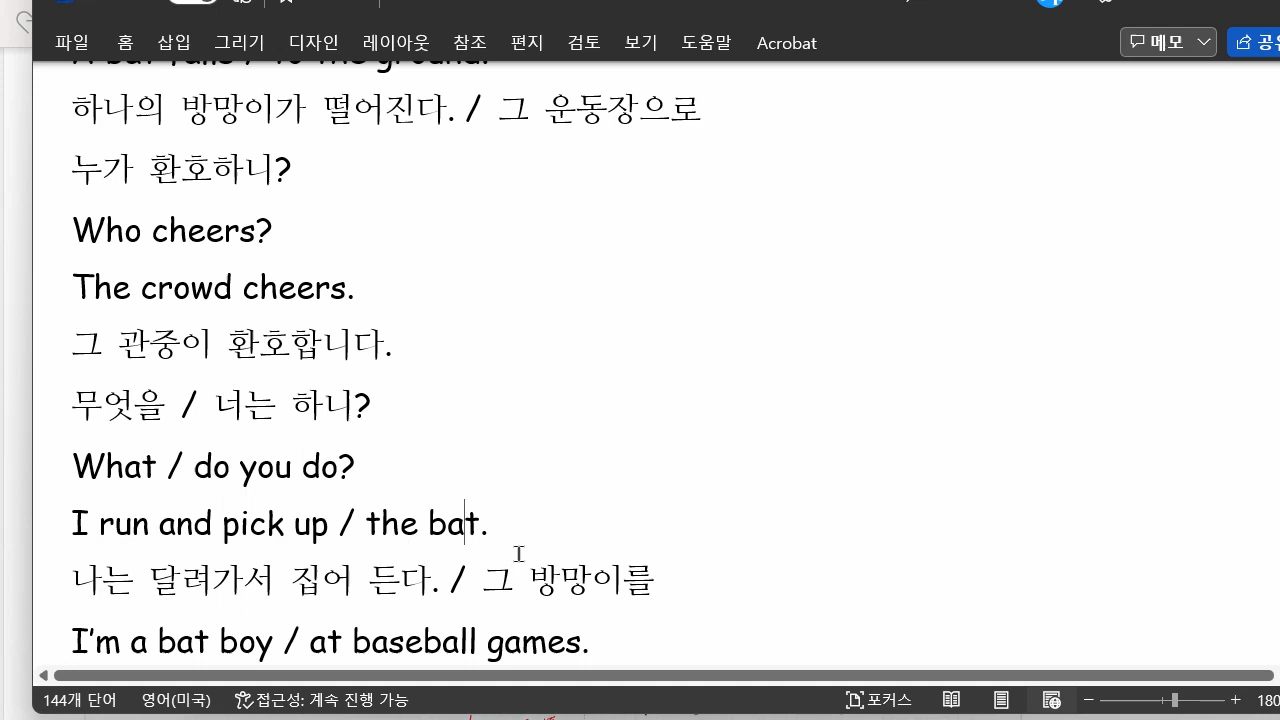 파일 홈 삽입 그리기 디자인 레이아웃 참조 편지 검토 보기 도움말 Acrobat 메모
A bat falls / to the ground.
하나의 방망이가 떨어진다. / 그 운동장으로
누가 환호하니?
Who cheers?
The crowd cheers.
그 관중이 환호합니다.
무엇을 / 너는 하니?
What / do you do?
I run and pick up / the bat.
나는 달려가서 집어 든다. / 그 방망이를
I'm a bat boy / at baseball games.
144개 단어 영어(미국) 접근성: 계속 진행 가능 포커스 180